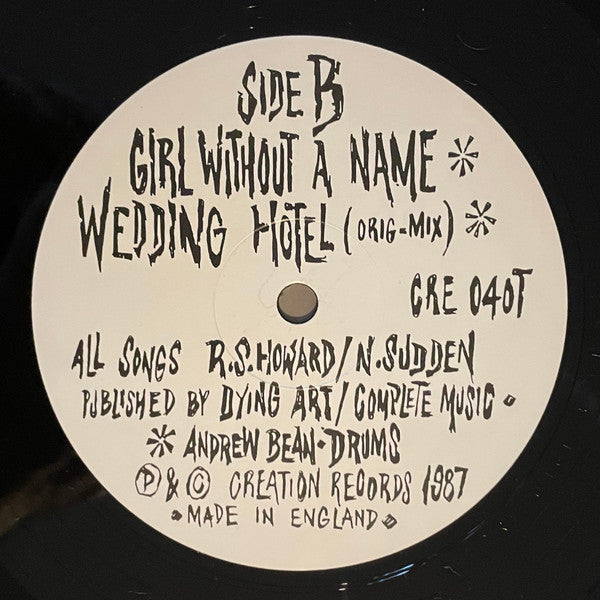 SIDE B
GIRL WITHOUT A NAME *
WEDDING HOTEL (ORIG-MIX) *
CRE 040T
ALL SONGS R.S.HOWARD/N.SUDDEN
PUBLISHED BY DYING ART/COMPLETE MUSIC.
* ANDREW BEAN-DRUMS
Ⓟ & © CREATION RECORDS 1987
•MADE IN ENGLAND•